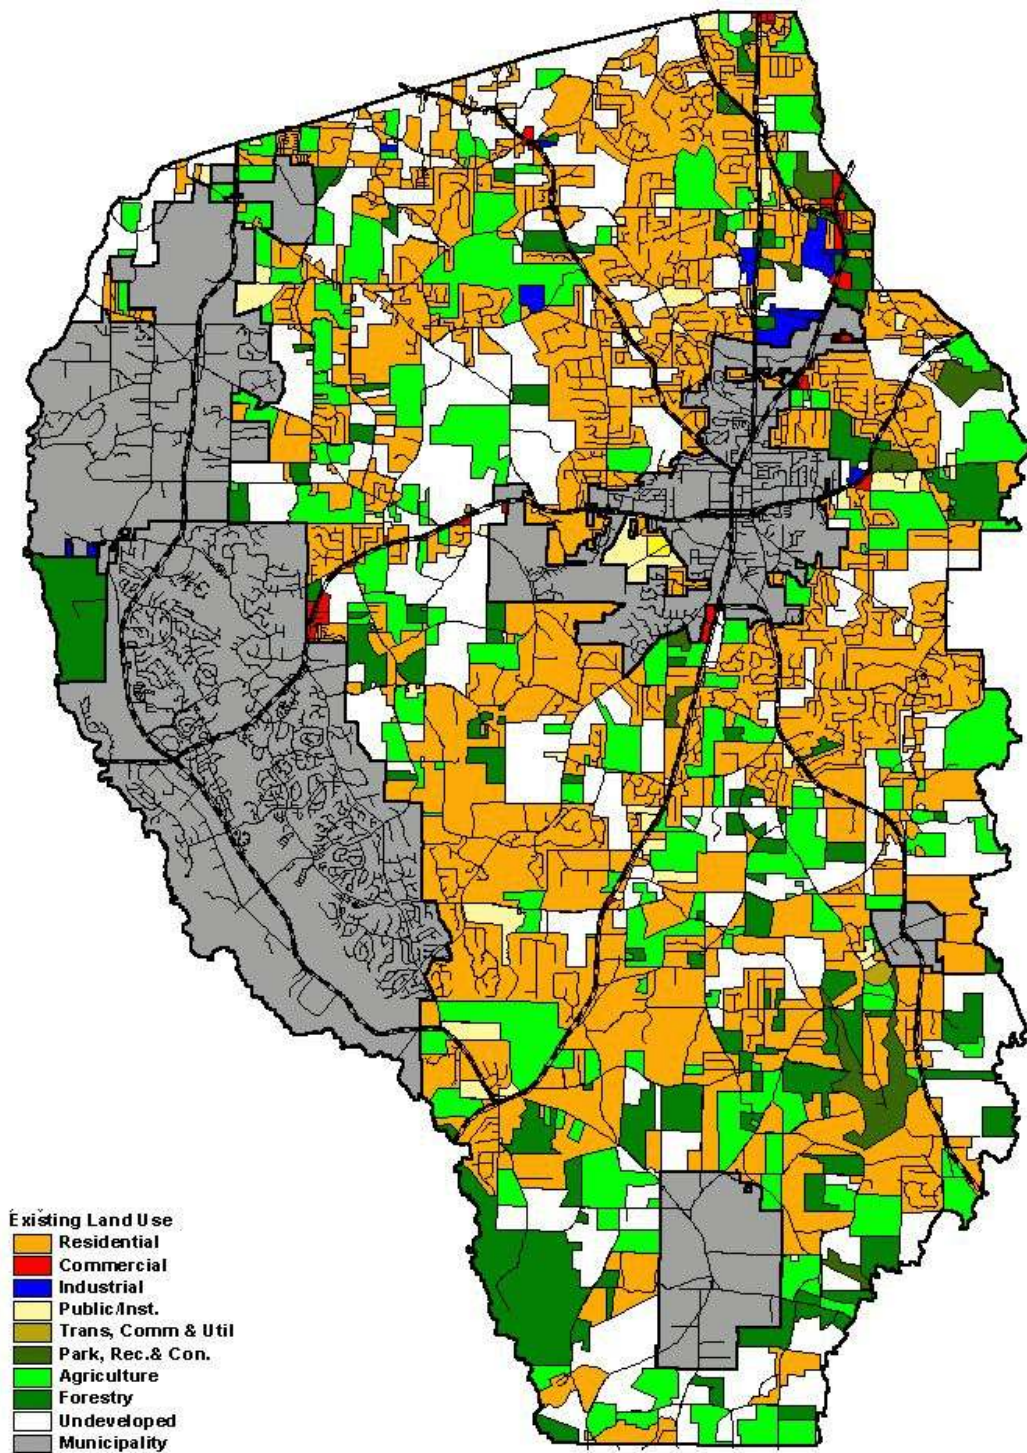 Existing Land Use
Residential
Commercial
Industrial
Public/Inst.
Trans, Comm & Util
Park, Rec.& Con.
Agriculture
Forestry
Undeveloped
Municipality